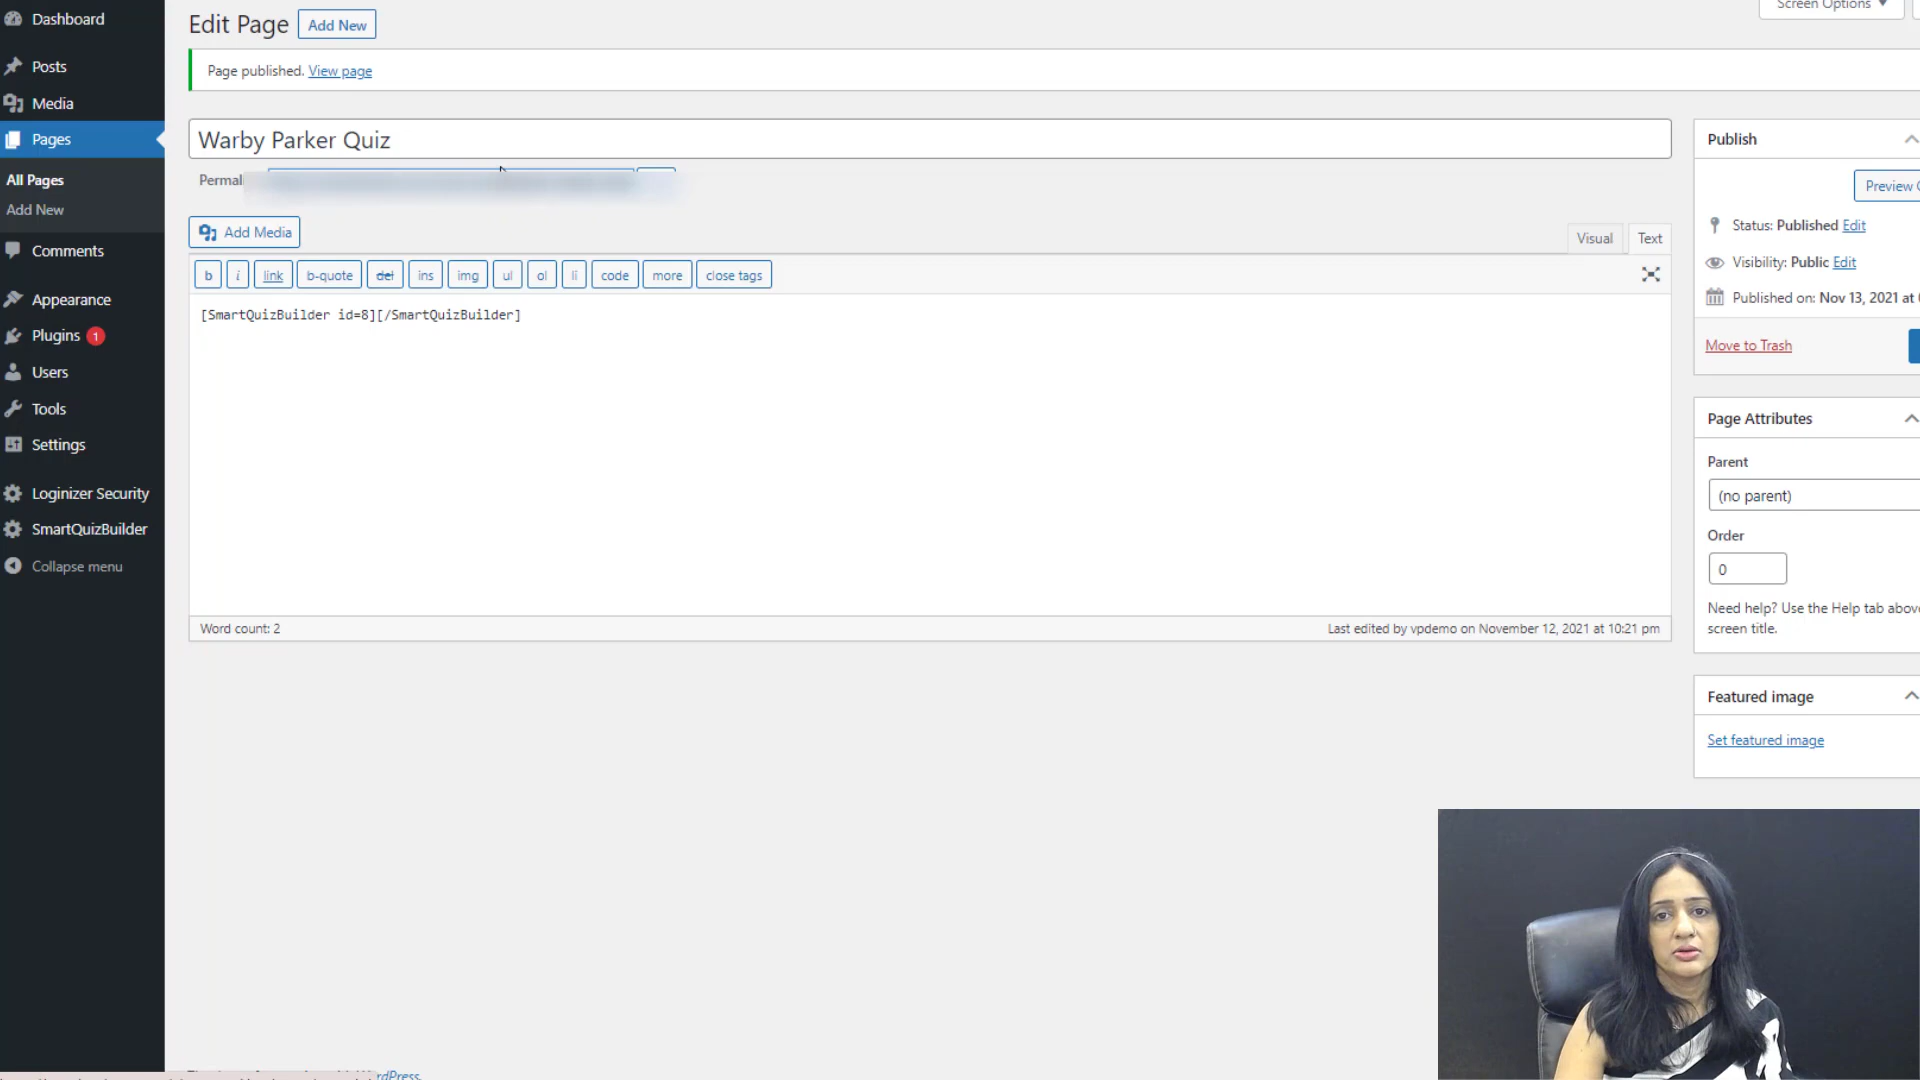 Dashboard
Posts
Media
Pages
All Pages
Add New
Comments
Appearance
Plugins 1
Users
Tools
Settings
Loginizer Security
SmartQuizBuilder
Collapse menu
Screen Options
Edit Page Add New
Page published. View page
Warby Parker Quiz
Permal
Add Media
Visual Text
b i link b-quote del ins img ul ol li code more close tags
[SmartQuizBuilder id=8][/SmartQuizBuilder]
Word count: 2
Last edited by vpdemo on November 12, 2021 at 10:21 pm
Publish
Preview
Status: Published Edit
Visibility: Public Edit
Published on: Nov 13, 2021 at
Move to Trash
Page Attributes
Parent
(no parent)
Order
0
Need help? Use the Help tab above
screen title.
Featured image
Set featured image